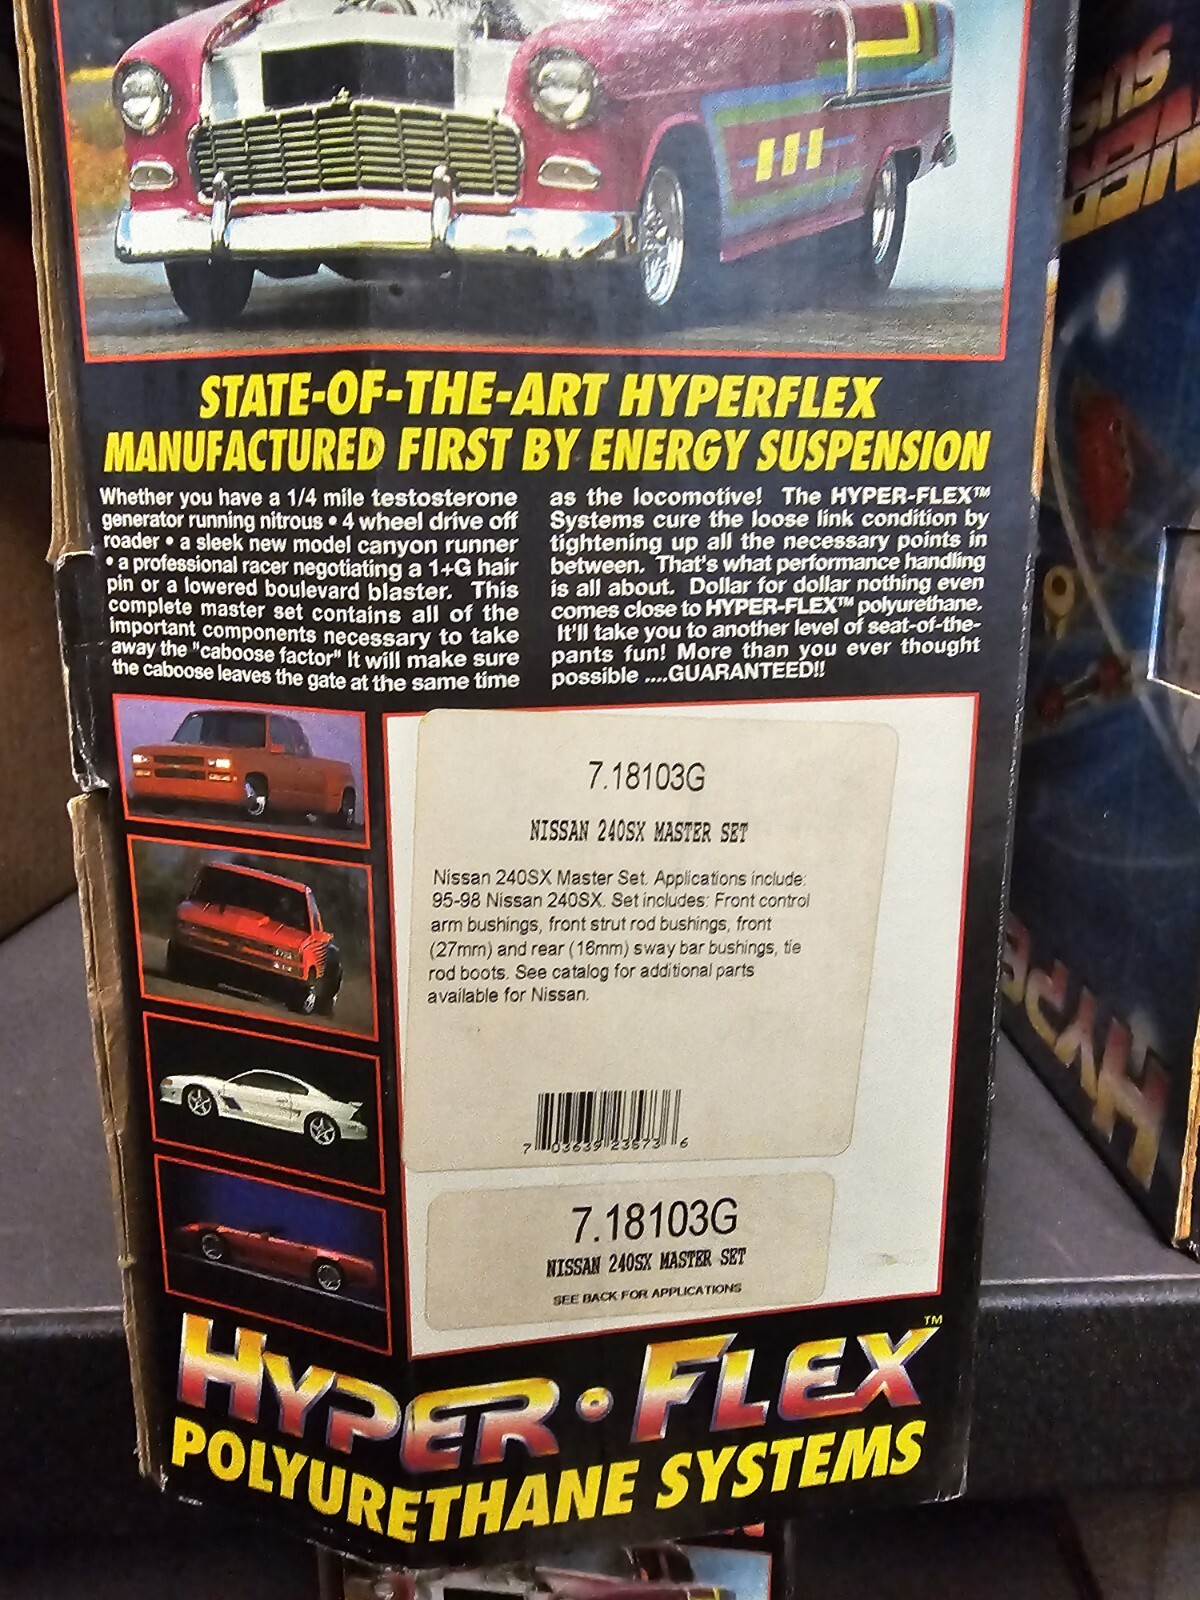 STATE-OF-THE-ART HYPERFLEX
MANUFACTURED FIRST BY ENERGY SUSPENSION
Whether you have a 1/4 mile testosterone
generator running nitrous • 4 wheel drive off
roader • a sleek new model canyon runner
• a professional racer negotiating a 1+G hair
pin or a lowered boulevard blaster. This
complete master set contains all of the
important components necessary to take
away the "caboose factor" It will make sure
the caboose leaves the gate at the same time
as the locomotive! The HYPER-FLEX™
Systems cure the loose link condition by
tightening up all the necessary points in
between. That's what performance handling
is all about. Dollar for dollar nothing even
comes close to HYPER-FLEX™ polyurethane.
It'll take you to another level of seat-of-the-
pants fun! More than you ever thought
possible ....GUARANTEED!!
7.18103G
NISSAN 240SX MASTER SET
Nissan 240SX Master Set. Applications include:
95-98 Nissan 240SX. Set includes: Front control
arm bushings, front strut rod bushings, front
(27mm) and rear (16mm) sway bar bushings, tie
rod boots. See catalog for additional parts
available for Nissan.
7 03639 23573 6
7.18103G
NISSAN 240SX MASTER SET
SEE BACK FOR APPLICATIONS
HYPER•FLEX™
POLYURETHANE SYSTEMS
HYPE